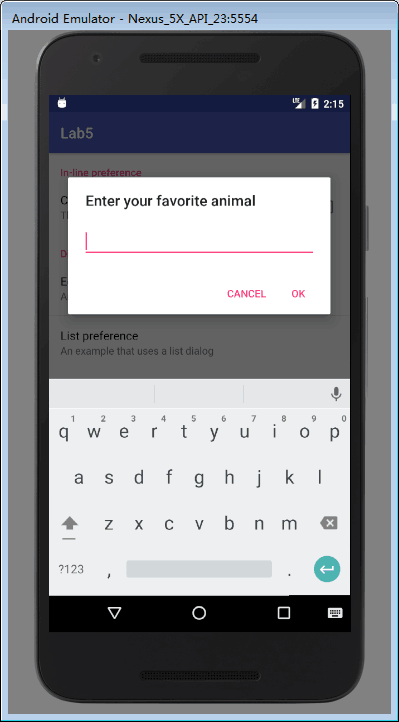 Android Emulator - Nexus_5X_API_23:5554
LTE 2:15
Lab5
In-line preference
Enter your favorite animal
CANCEL OK
List preference
An example that uses a list dialog
1 2 3 4 5 6 7 8 9 0
q w e r t y u i o p
a s d f g h j k l
z x c v b n m
?123 , .